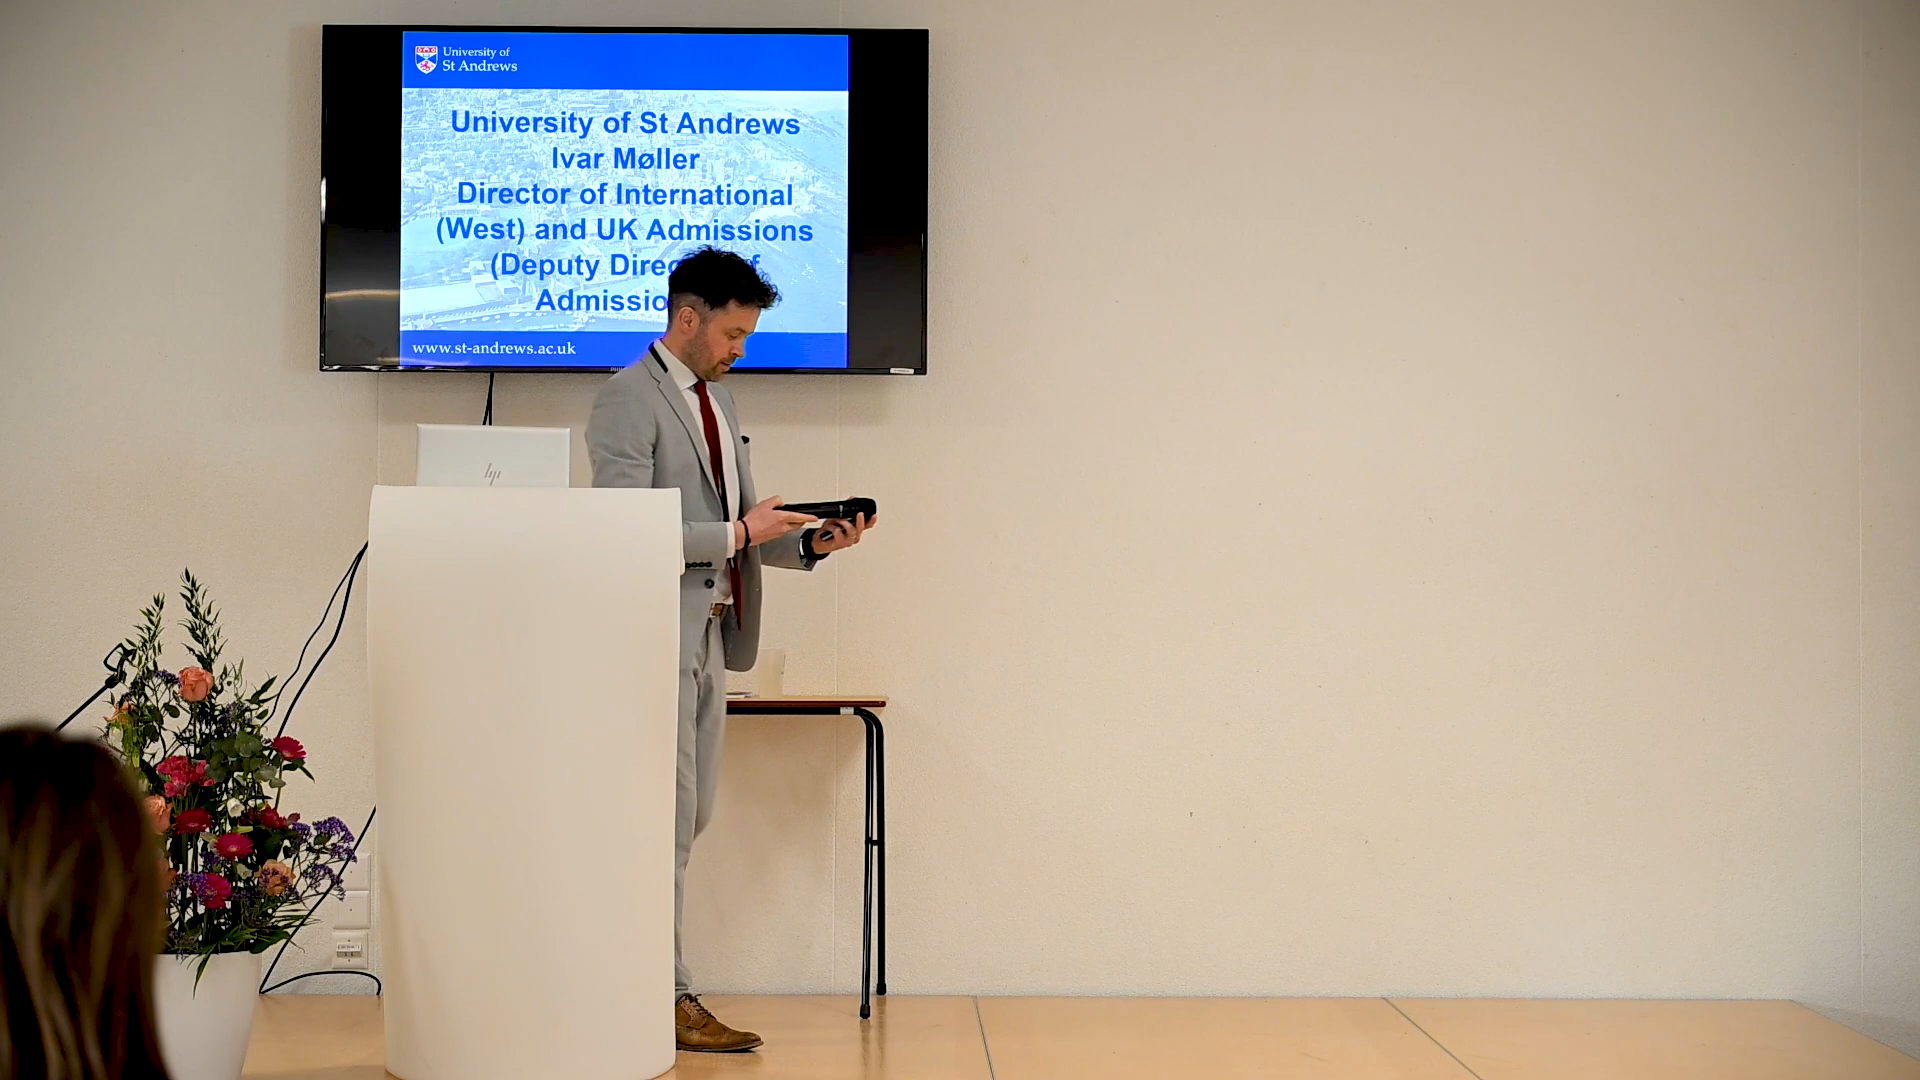 University of
St Andrews
University of St Andrews
Ivar Møller
Director of International
(West) and UK Admissions
(Deputy Direc f
Admissio
www.st-andrews.ac.uk
hp